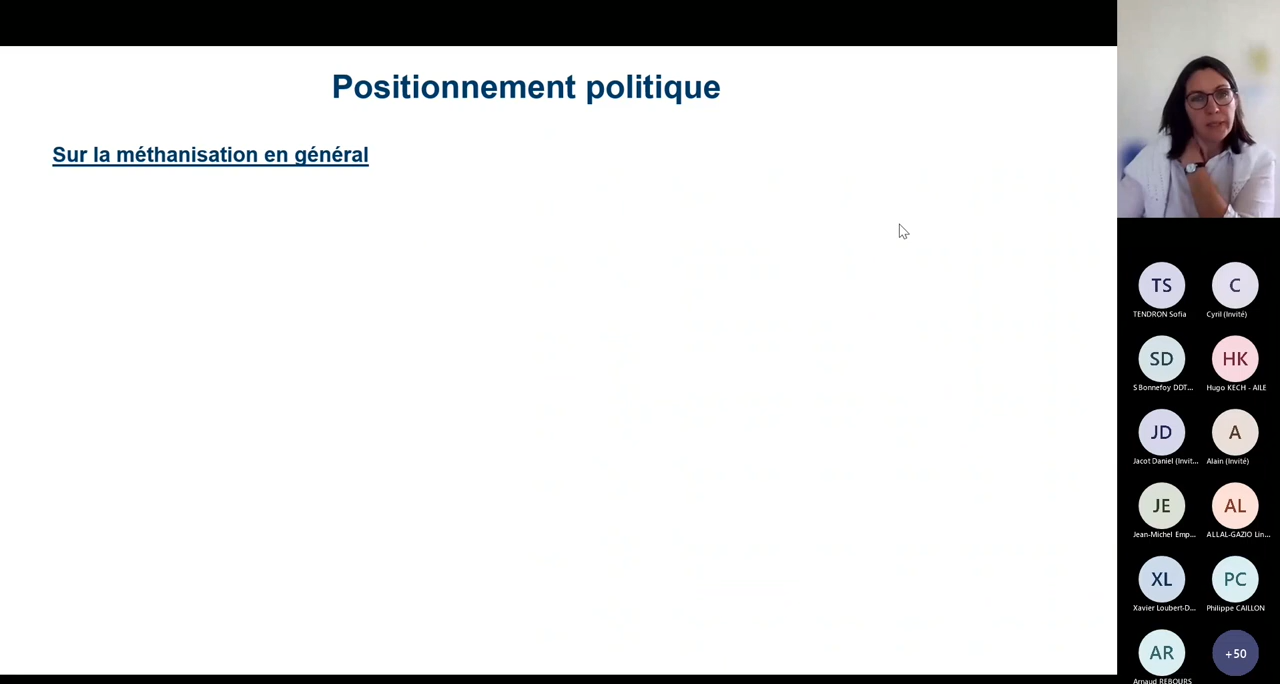 Positionnement politique
Sur la méthanisation en général
TS
C
TENDRON Sofia
Cyril (Invité)
SD
HK
S Bonnefoy DDT...
Hugo KECH - AILE
JD
A
Jacot Daniel (Invit...
Alain (Invité)
JE
AL
Jean-Michel Emp...
ALLAL-GAZIO Lin...
XL
PC
Xavier Loubert-D...
Philippe CAILLON
AR
+50
Arnaud REBOURS